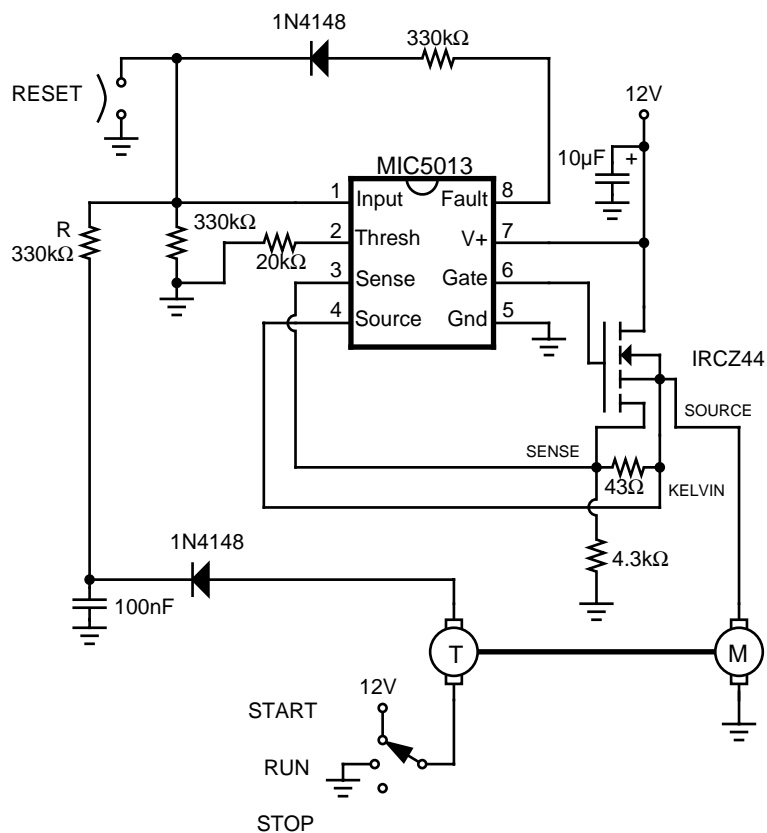 1N4148
330kΩ
RESET
12V
10µF +
MIC5013
1 Input Fault 8
R
330kΩ
330kΩ
2 Thresh V+ 7
20kΩ
3 Sense Gate 6
4 Source Gnd 5
IRCZ44
SOURCE
SENSE
43Ω
KELVIN
1N4148
4.3kΩ
100nF
T
M
12V
START
RUN
STOP